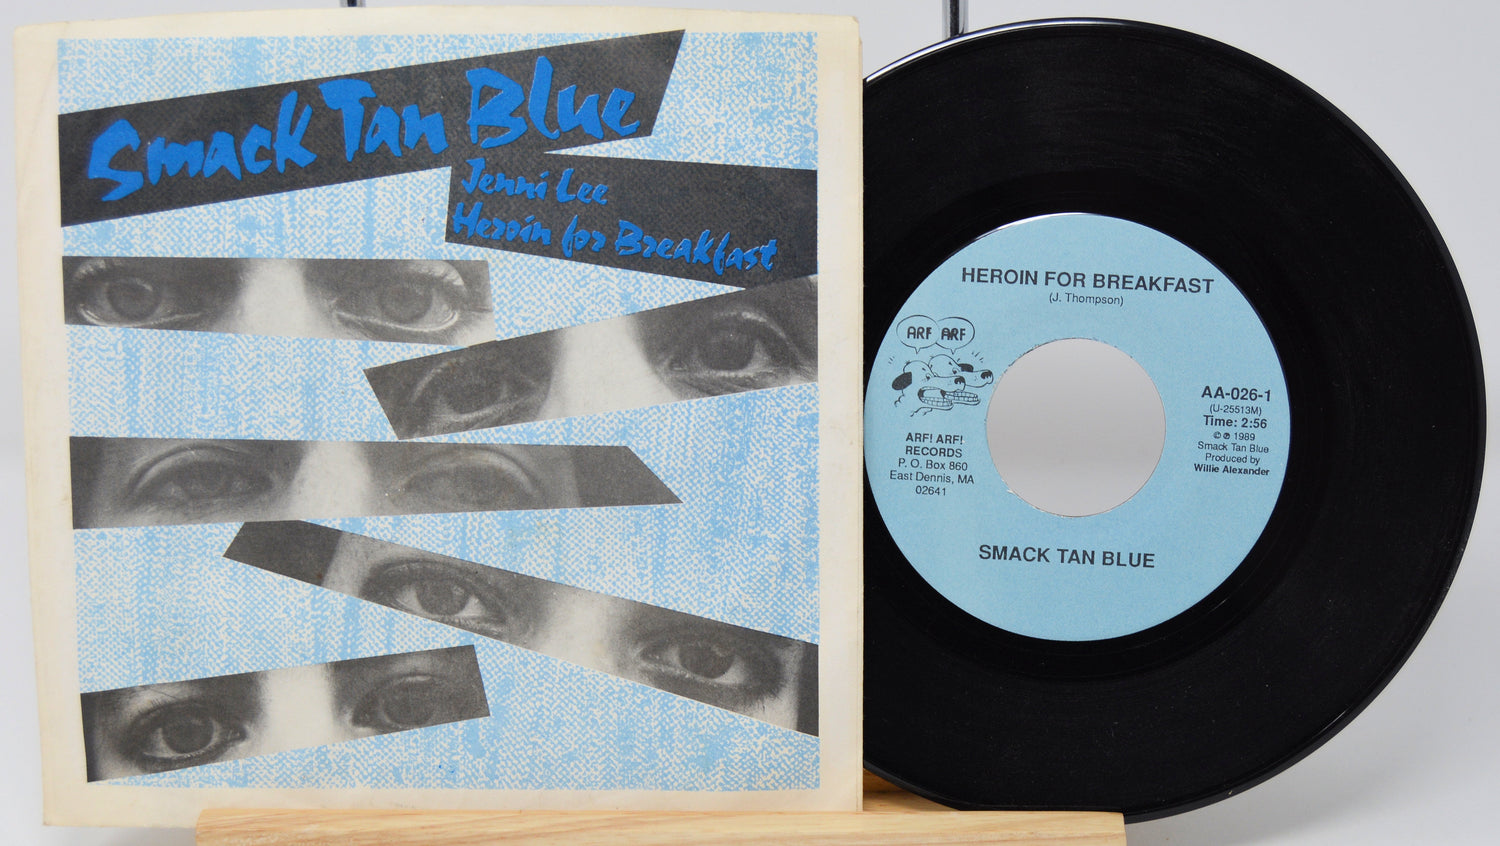 Smack Tan Blue
Jenni Lee
Heroin for Breakfast
HEROIN FOR BREAKFAST
(J. Thompson)
ARF ARF
ARF! ARF!
RECORDS
P. O. Box 860
East Dennis, MA
02641
AA-026-1
(U-25513M)
Time: 2:56
© ℗ 1989
Smack Tan Blue
Produced by
Willie Alexander
SMACK TAN BLUE